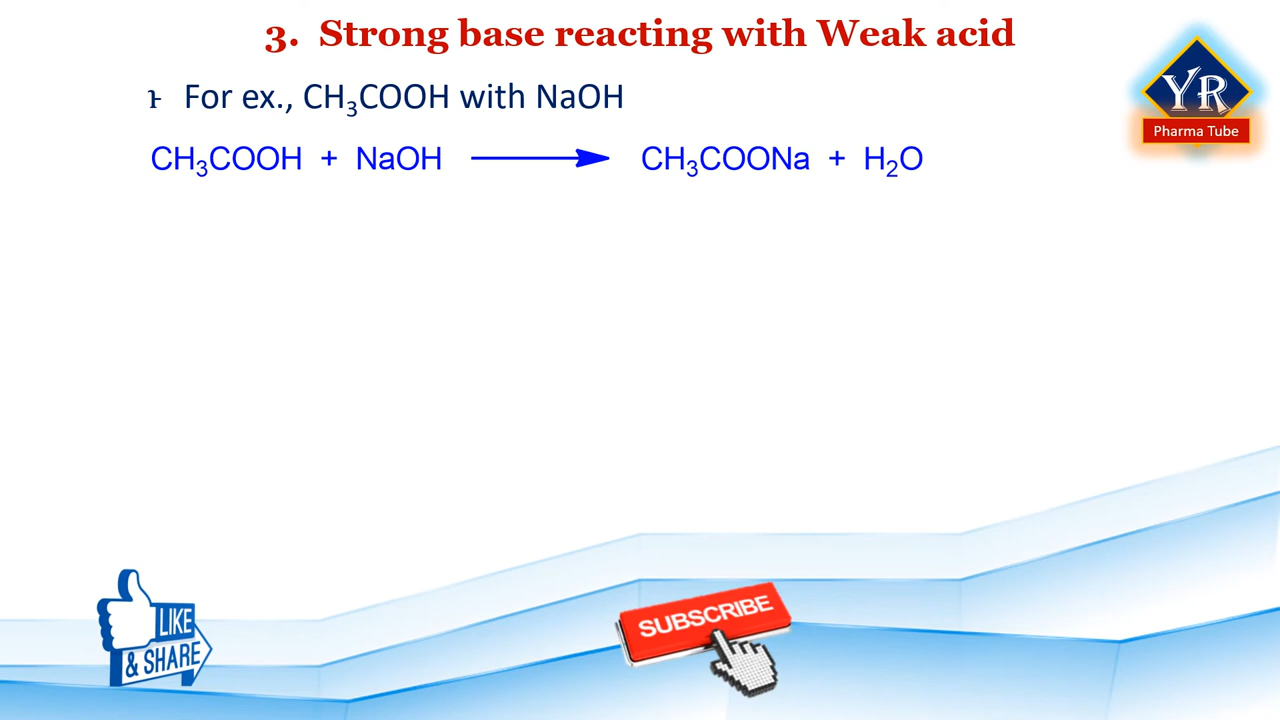 3. Strong base reacting with Weak acid
For ex., CH₃COOH with NaOH
CH₃COOH + NaOH ⟶ CH₃COONa + H₂O
YR
Pharma Tube
LIKE
& SHARE
SUBSCRIBE